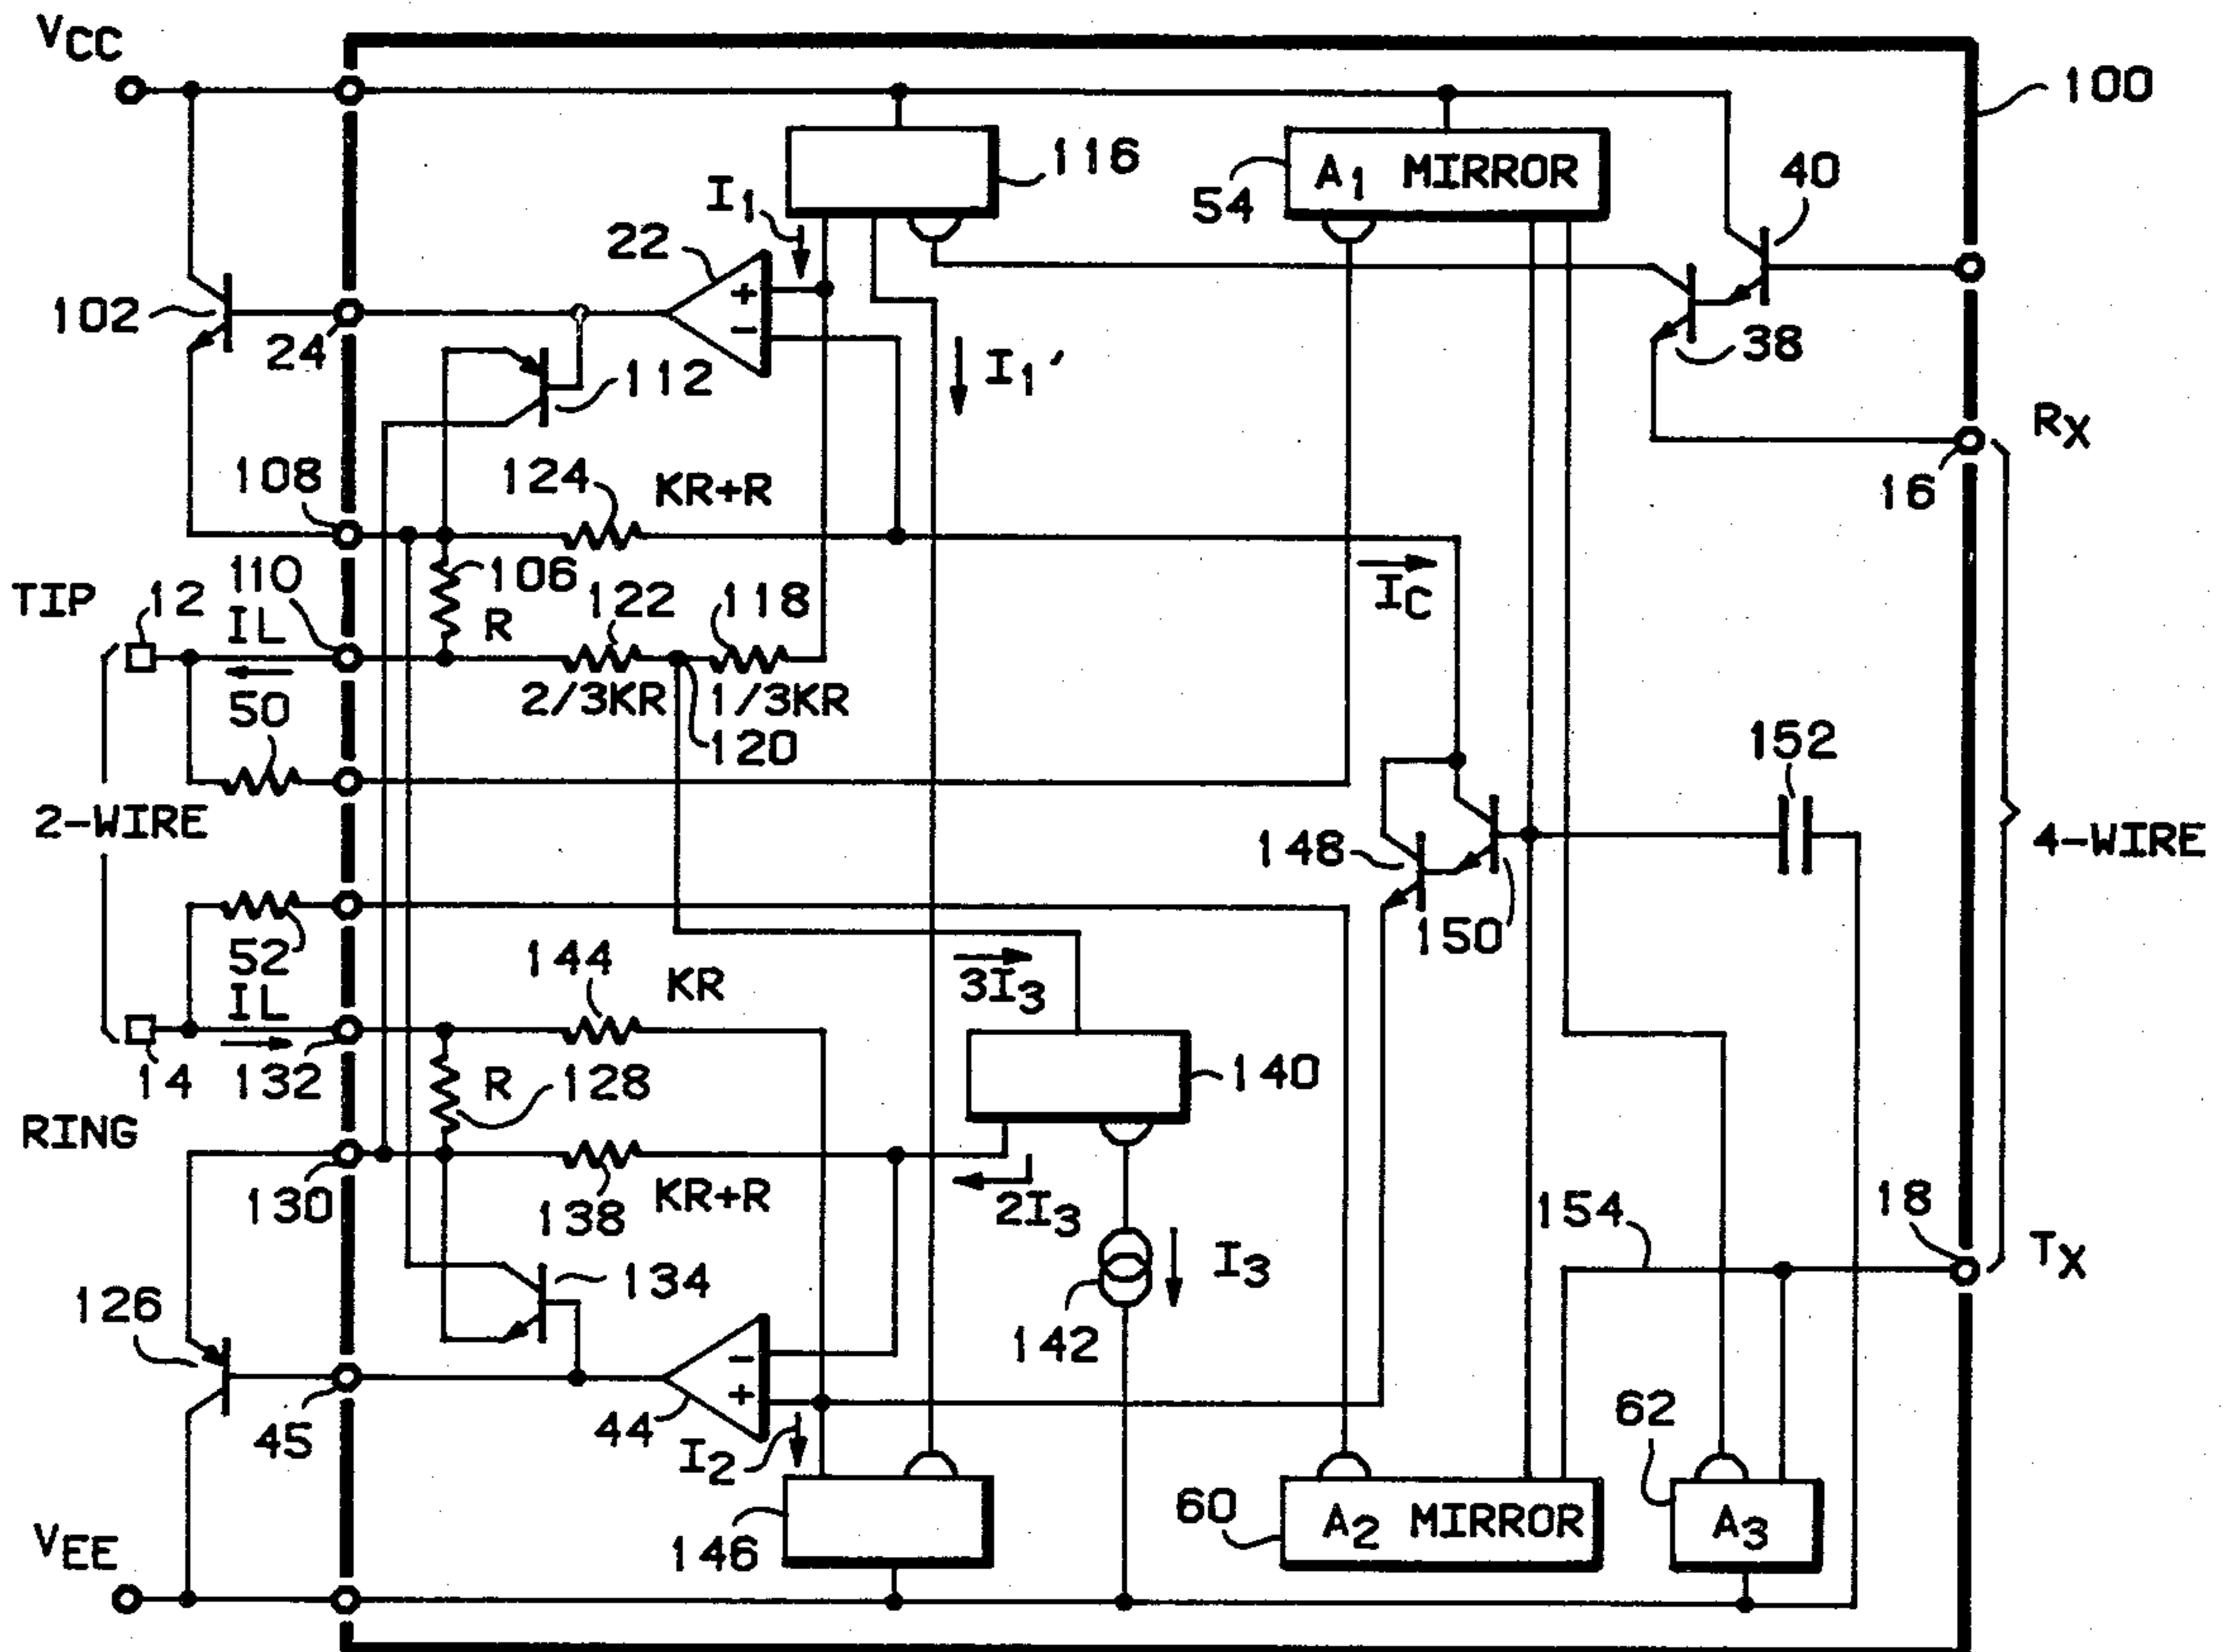 VCC
100
116
54
A1 MIRROR
40
I1
22
+
−
102
24
112
I1′
38
RX
16
108
124
KR+R
110
106
122
118
IC
TIP
12
IL
R
50
2/3KR
1/3KR
120
152
2-WIRE
148
4-WIRE
150
52
144
KR
3I3
IL
14
132
R
128
140
RING
130
138
KR+R
2I3
154
18
I3
TX
126
134
142
−
+
45
44
I2
62
60
A2 MIRROR
A3
146
VEE